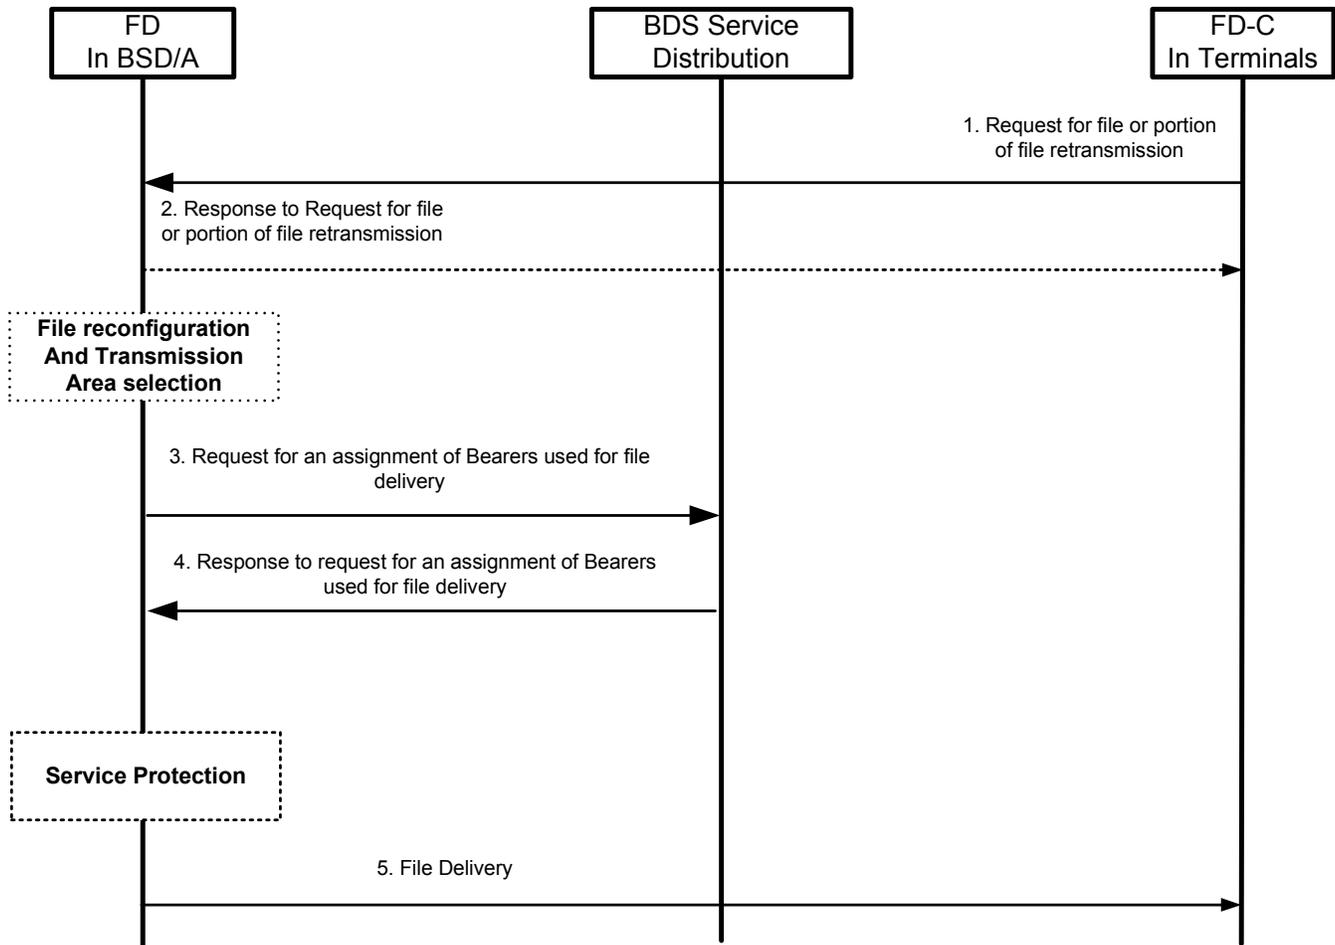 FD
In BSD/A
BDS Service
Distribution
FD-C
In Terminals
1. Request for file or portion
of file retransmission
2. Response to Request for file
or portion of file retransmission
File reconfiguration
And Transmission
Area selection
3. Request for an assignment of Bearers used for file
delivery
4. Response to request for an assignment of Bearers
used for file delivery
Service Protection
5. File Delivery